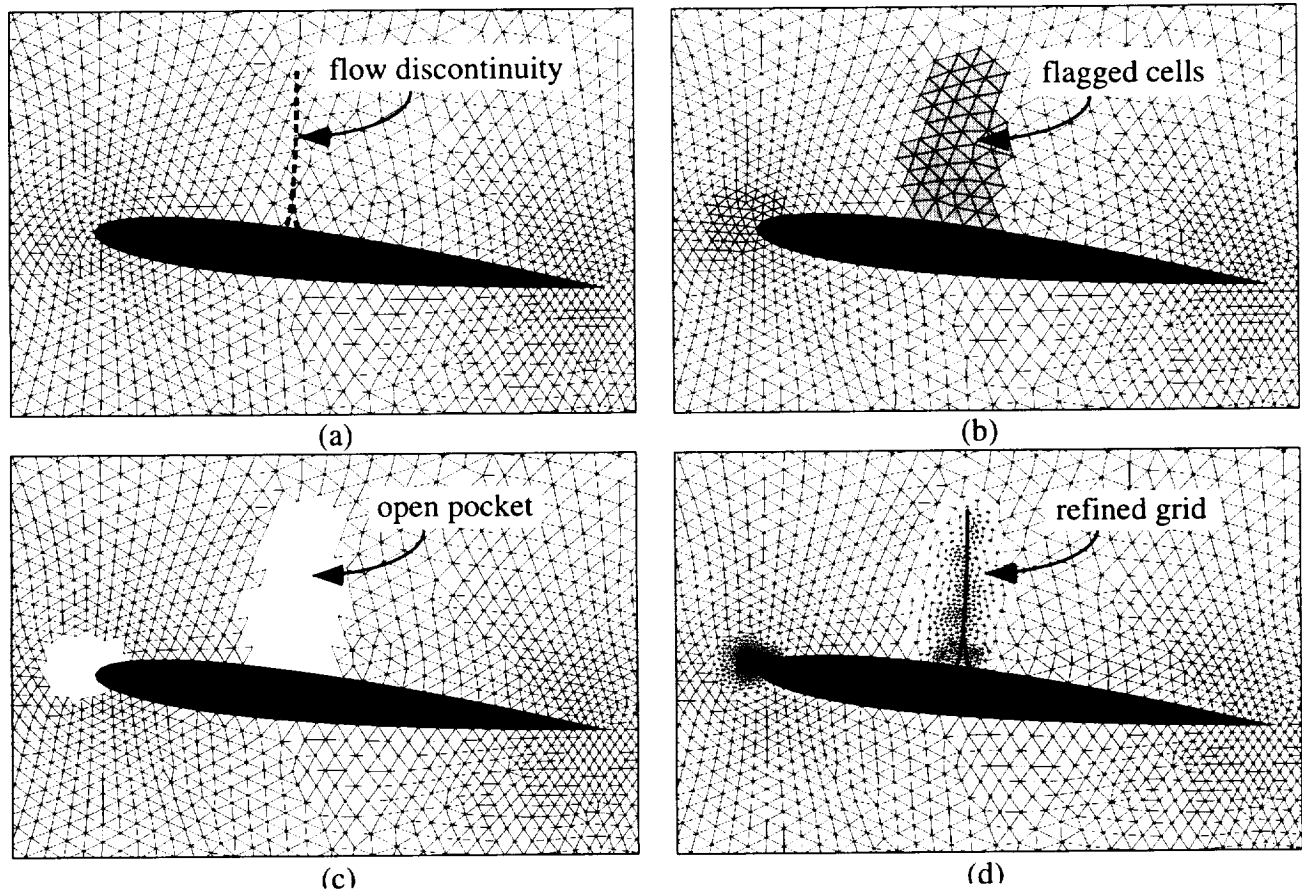 flow discontinuity
flagged cells
(a)
(b)
open pocket
refined grid
(c)
(d)